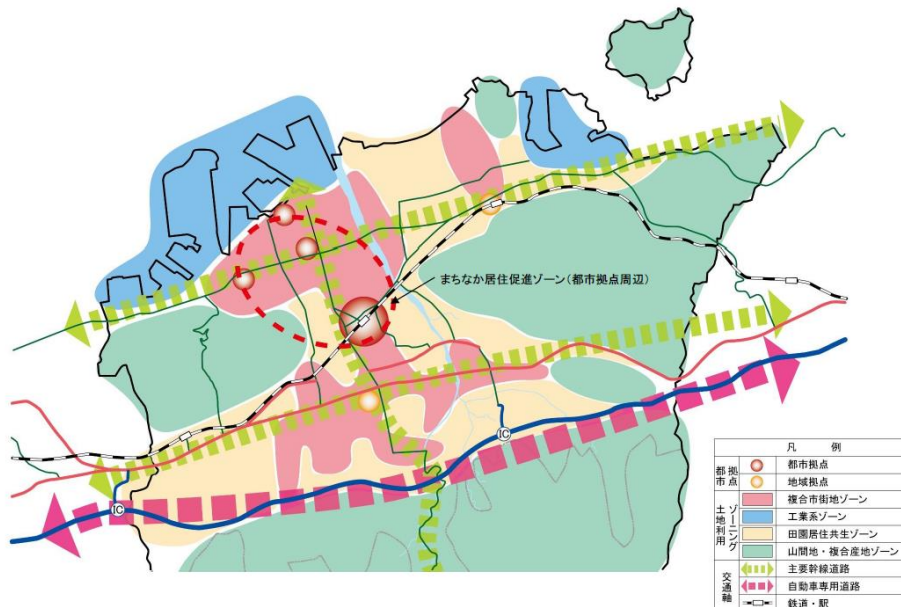 まちなか居住促進ゾーン(都市拠点周辺)
IC
IC
凡 例
都市拠点
都市拠点
地域拠点
土地利用ゾーニング
複合市街地ゾーン
工業系ゾーン
田園居住共生ゾーン
山間地・複合産地ゾーン
交通軸
主要幹線道路
自動車専用道路
鉄道・駅